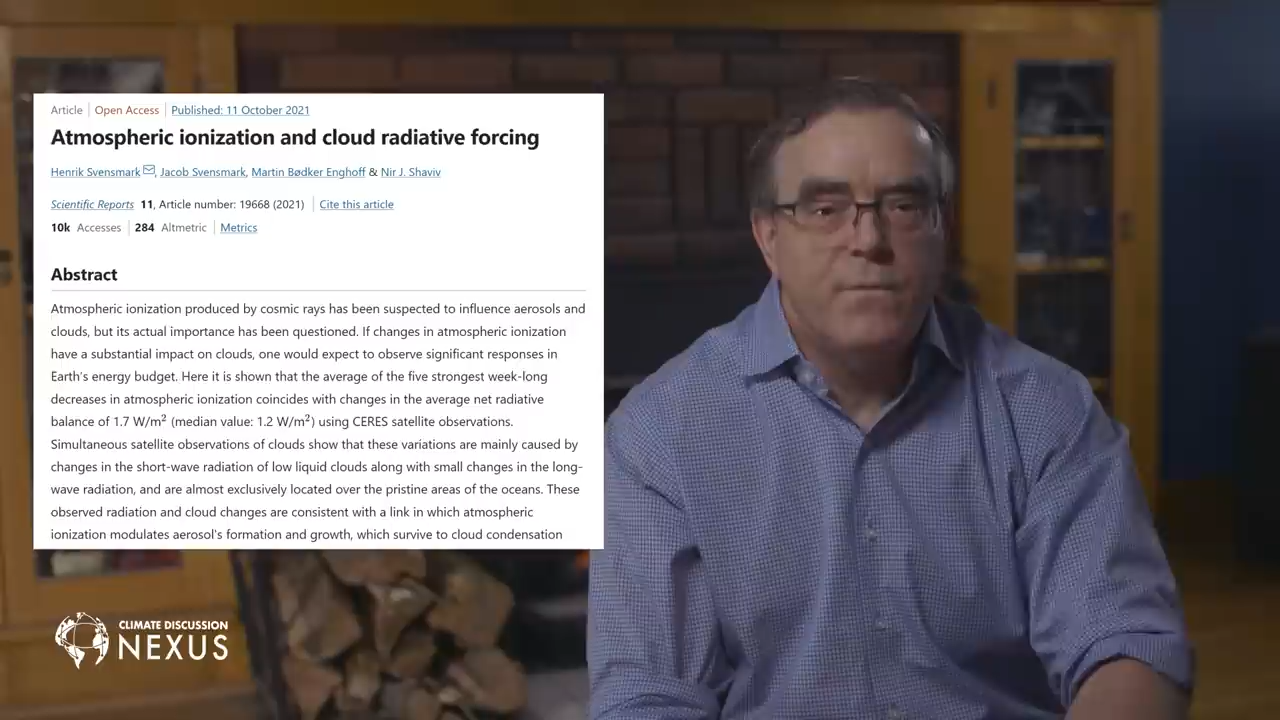 Article | Open Access | Published: 11 October 2021
Atmospheric ionization and cloud radiative forcing
Henrik Svensmark, Jacob Svensmark, Martin Bødker Enghoff & Nir J. Shaviv
Scientific Reports 11, Article number: 19668 (2021) | Cite this article
10k Accesses | 284 Altmetric | Metrics
Abstract
Atmospheric ionization produced by cosmic rays has been suspected to influence aerosols and
clouds, but its actual importance has been questioned. If changes in atmospheric ionization
have a substantial impact on clouds, one would expect to observe significant responses in
Earth's energy budget. Here it is shown that the average of the five strongest week-long
decreases in atmospheric ionization coincides with changes in the average net radiative
balance of 1.7 W/m² (median value: 1.2 W/m²) using CERES satellite observations.
Simultaneous satellite observations of clouds show that these variations are mainly caused by
changes in the short-wave radiation of low liquid clouds along with small changes in the long-
wave radiation, and are almost exclusively located over the pristine areas of the oceans. These
observed radiation and cloud changes are consistent with a link in which atmospheric
ionization modulates aerosol's formation and growth, which survive to cloud condensation
CLIMATE DISCUSSION
NEXUS